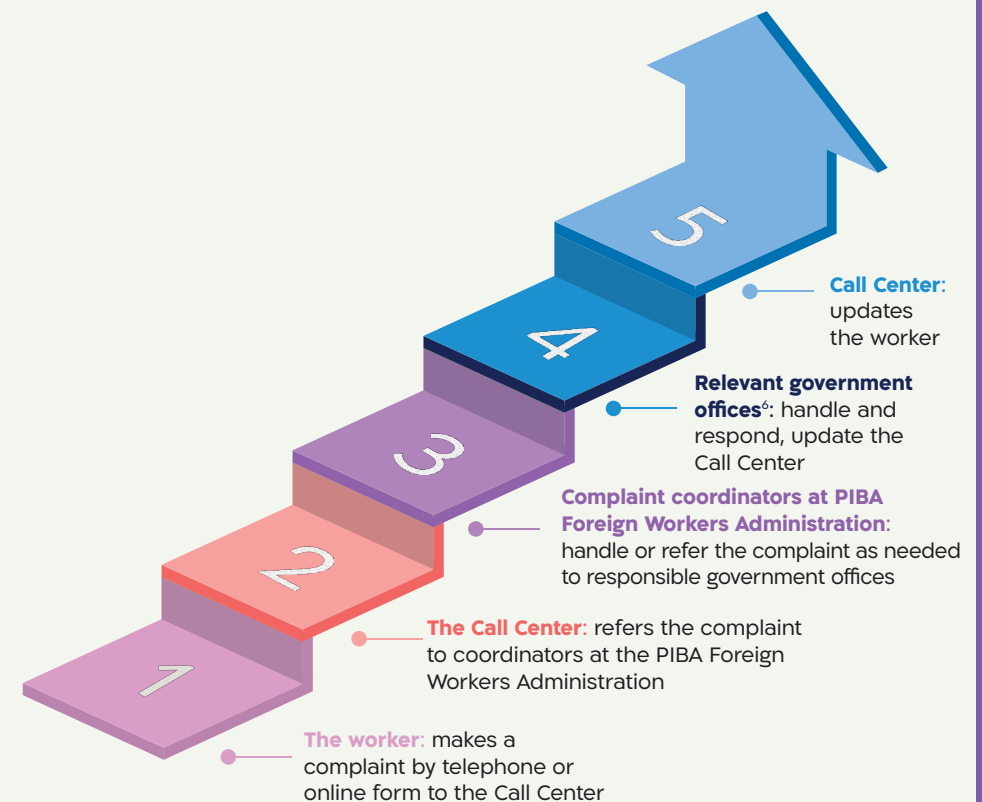 5
Call Center:
updates
the worker
4
Relevant government
offices⁶: handle and
respond, update the
Call Center
3
Complaint coordinators at PIBA
Foreign Workers Administration:
handle or refer the complaint as needed
to responsible government offices
2
The Call Center: refers the complaint
to coordinators at the PIBA Foreign
Workers Administration
1
The worker: makes a
complaint by telephone or
online form to the Call Center